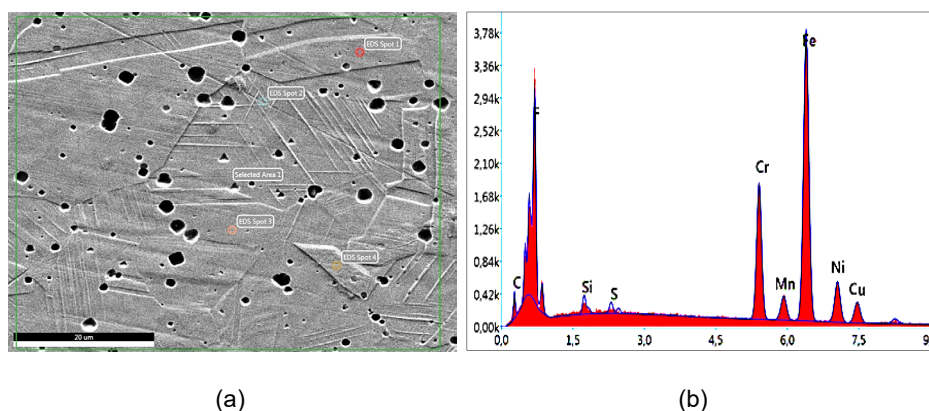 EDS Spot 1
EDS Spot 2
Selected Area 1
EDS Spot 3
EDS Spot 4
20 um
(a)
3,78k
3,36k
2,94k
2,52k
2,10k
1,68k
1,26k
0,84k
0,42k
0,00k
F
C
Si
S
Cr
Mn
Fe
Ni
Cu
0,0
1,5
3,0
4,5
6,0
7,5
9
(b)